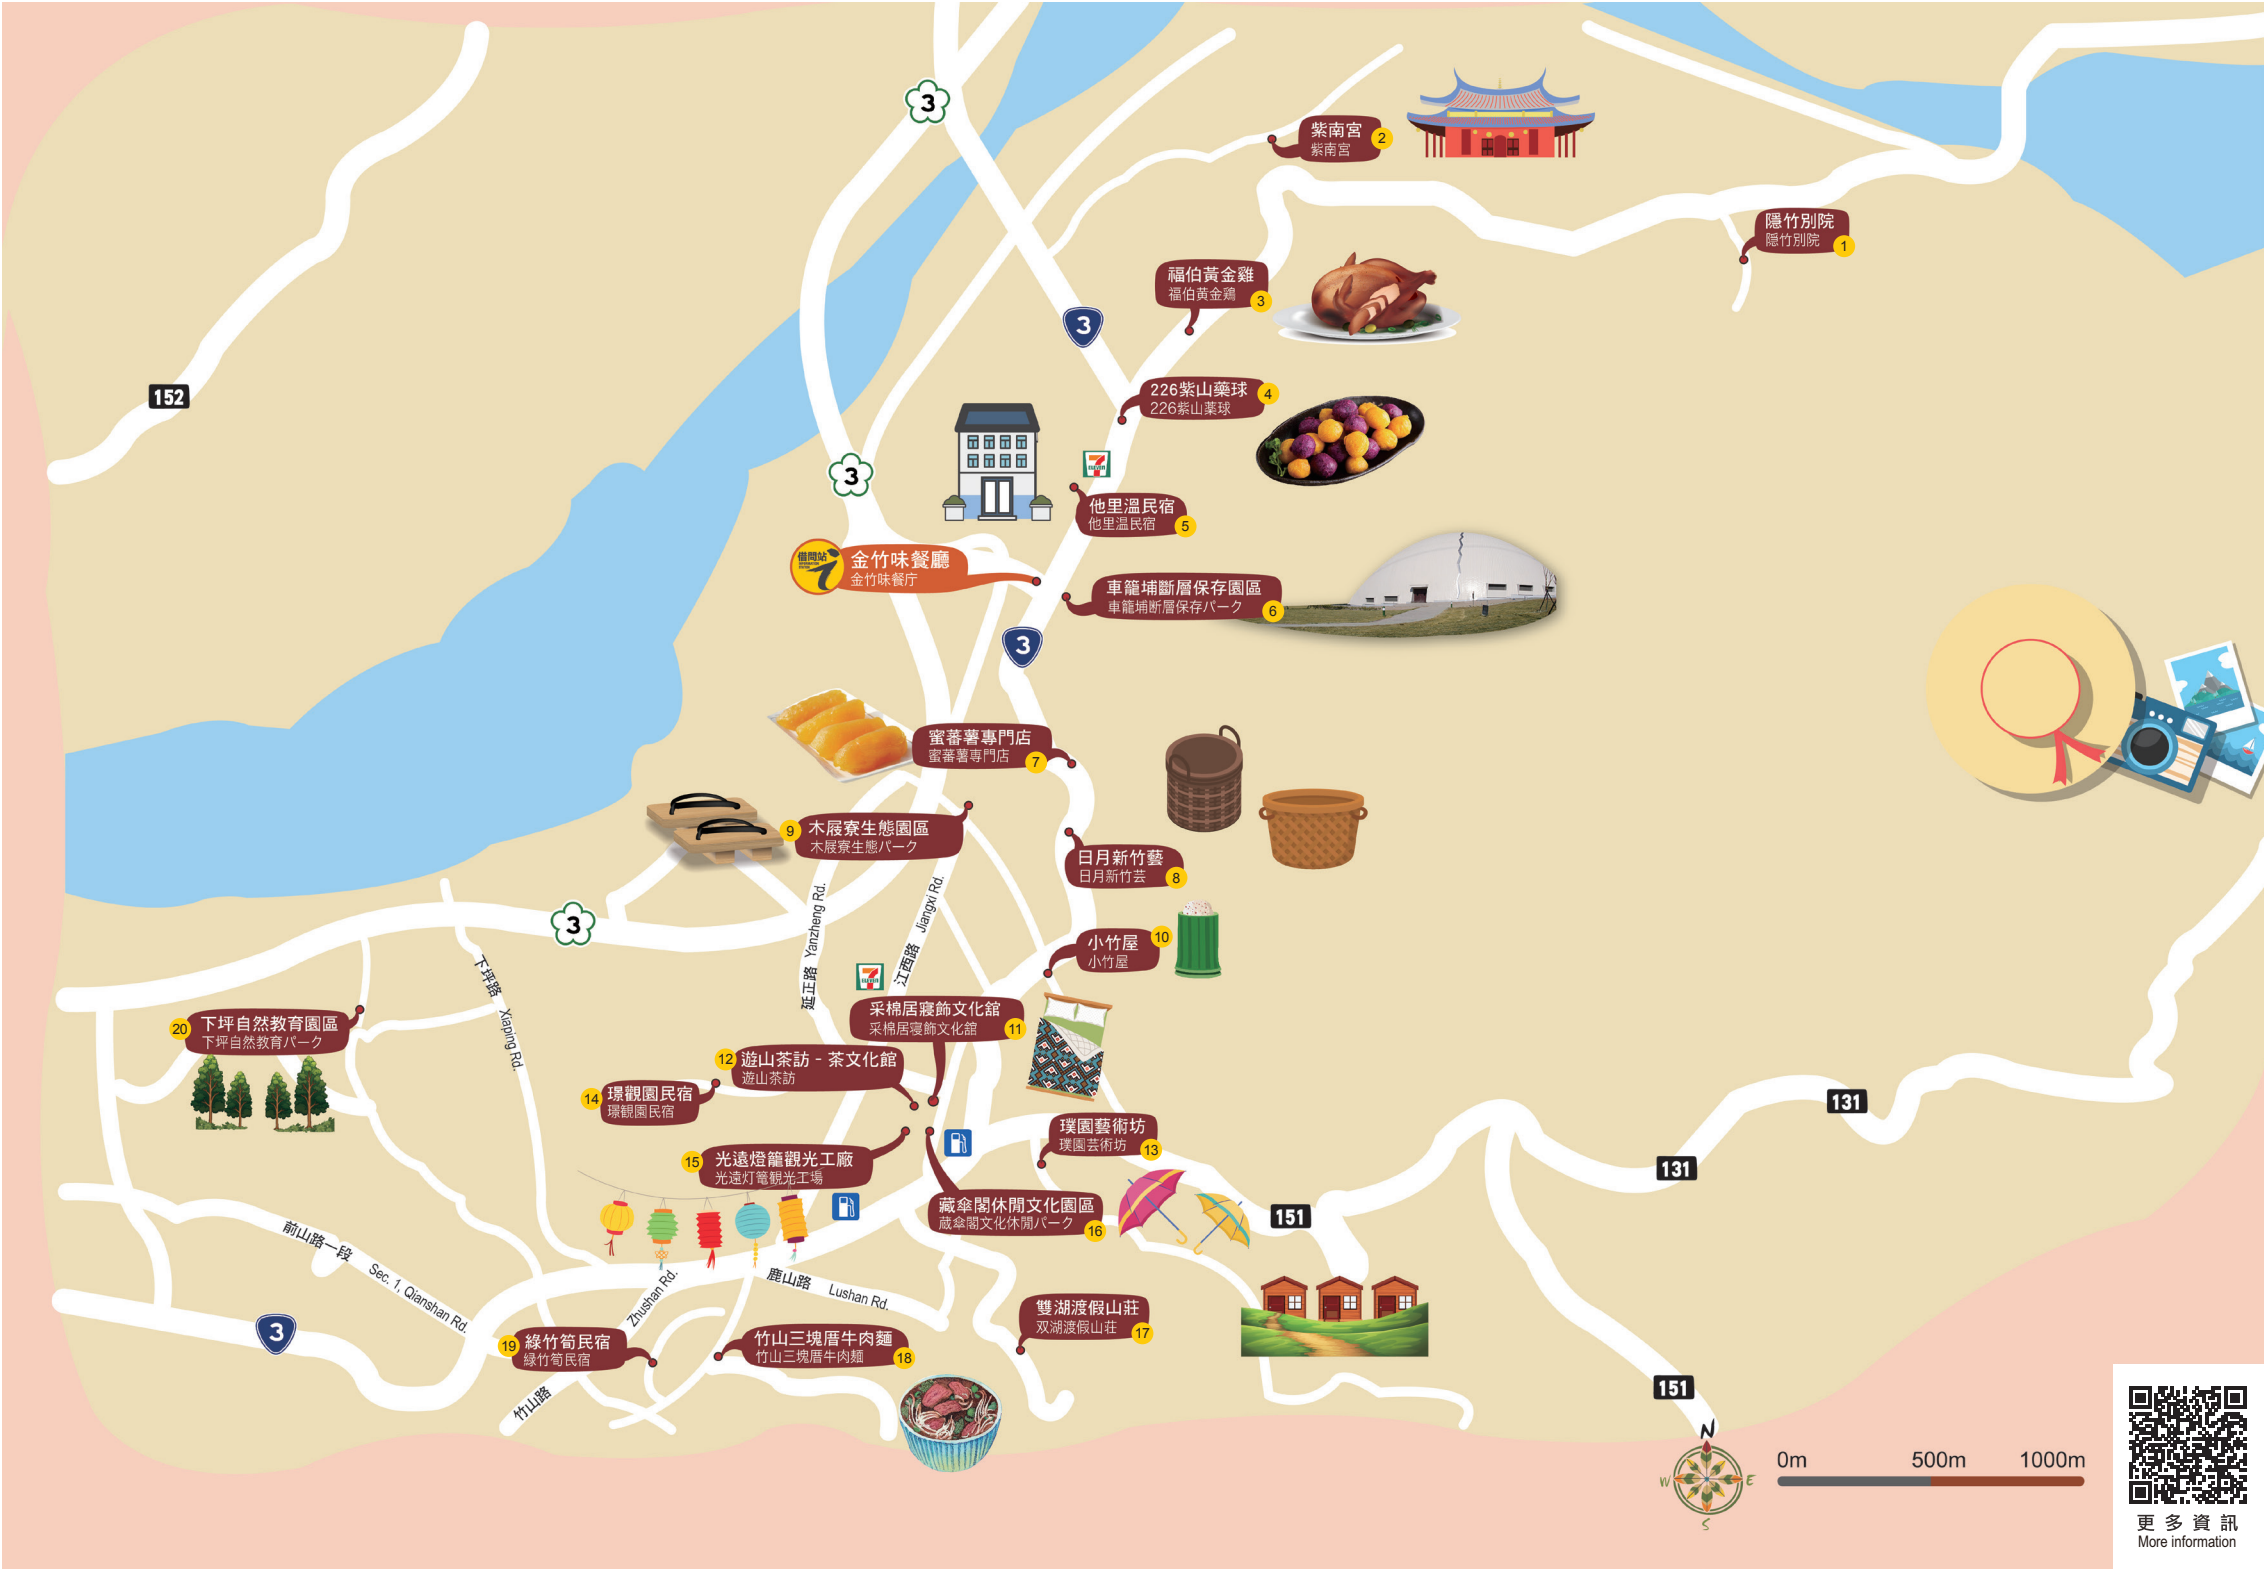 3
紫南宮
紫南宮
2
隱竹別院
隠竹別院
1
福伯黃金雞
福伯黃金鶏
3
3
152
226紫山藥球
226紫山薬球
4
3
7
ELEVEN
他里溫民宿
他里温民宿
5
借問站
INFORMATION
STATION
金竹味餐廳
金竹味餐庁
車籠埔斷層保存園區
車籠埔断層保存パーク
6
3
蜜蕃薯專門店
蜜蕃薯専門店
7
9
木屐寮生態園區
木屐寮生態パーク
日月新竹藝
日月新竹芸
8
3
延正路 Yanzheng Rd.
江西路 Jiangxi Rd.
小竹屋
小竹屋
10
下坪路 Xiaping Rd.
7
ELEVEN
采棉居寢飾文化舘
采棉居寝飾文化舘
11
20
下坪自然教育園區
下坪自然教育パーク
12
遊山茶訪 - 茶文化館
遊山茶訪
14
璟觀園民宿
璟観園民宿
131
131
璞園藝術坊
璞園芸術坊
13
15
光遠燈籠觀光工廠
光遠灯篭観光工場
藏傘閣休閒文化園區
蔵傘閣文化休閒パーク
16
151
前山路一段 Sec. 1, Qianshan Rd.
鹿山路 Lushan Rd.
Zhushan Rd.
竹山路
3
雙湖渡假山莊
双湖渡假山荘
17
19
綠竹筍民宿
緑竹筍民宿
竹山三塊厝牛肉麵
竹山三塊厝牛肉麺
18
151
N
W
E
S
0m 500m 1000m
更多資訊
More information